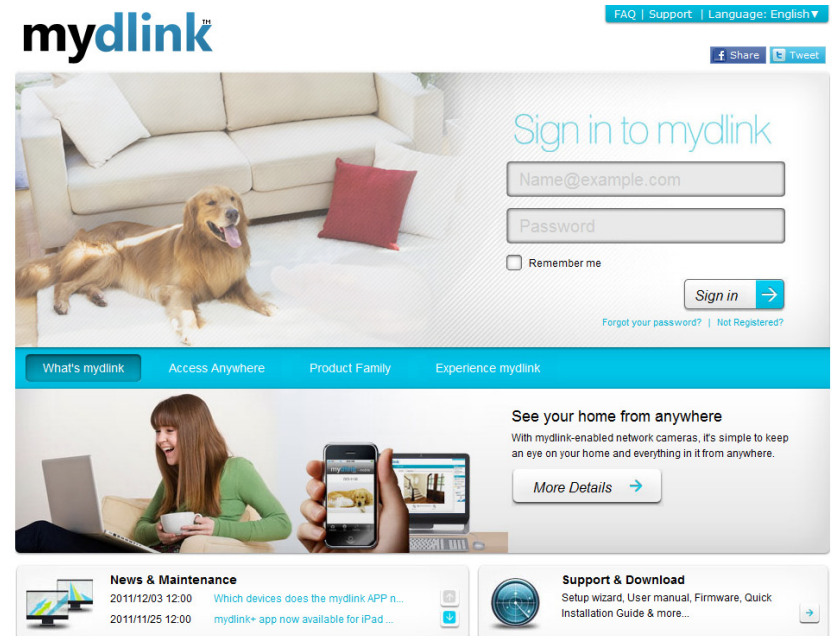 FAQ | Support | Language: English▼
mydlink™
Share
Tweet
Sign in to mydlink
Name@example.com
Password
Remember me
Sign in
Forgot your password? | Not Registered?
What's mydlink
Access Anywhere
Product Family
Experience mydlink
See your home from anywhere
With mydlink-enabled network cameras, it's simple to keep
an eye on your home and everything in it from anywhere.
More Details
mydlink
News & Maintenance
2011/12/03 12:00 Which devices does the mydlink APP n...
2011/11/25 12:00 mydlink+ app now available for iPad ...
Support & Download
Setup wizard, User manual, Firmware, Quick
Installation Guide & more...